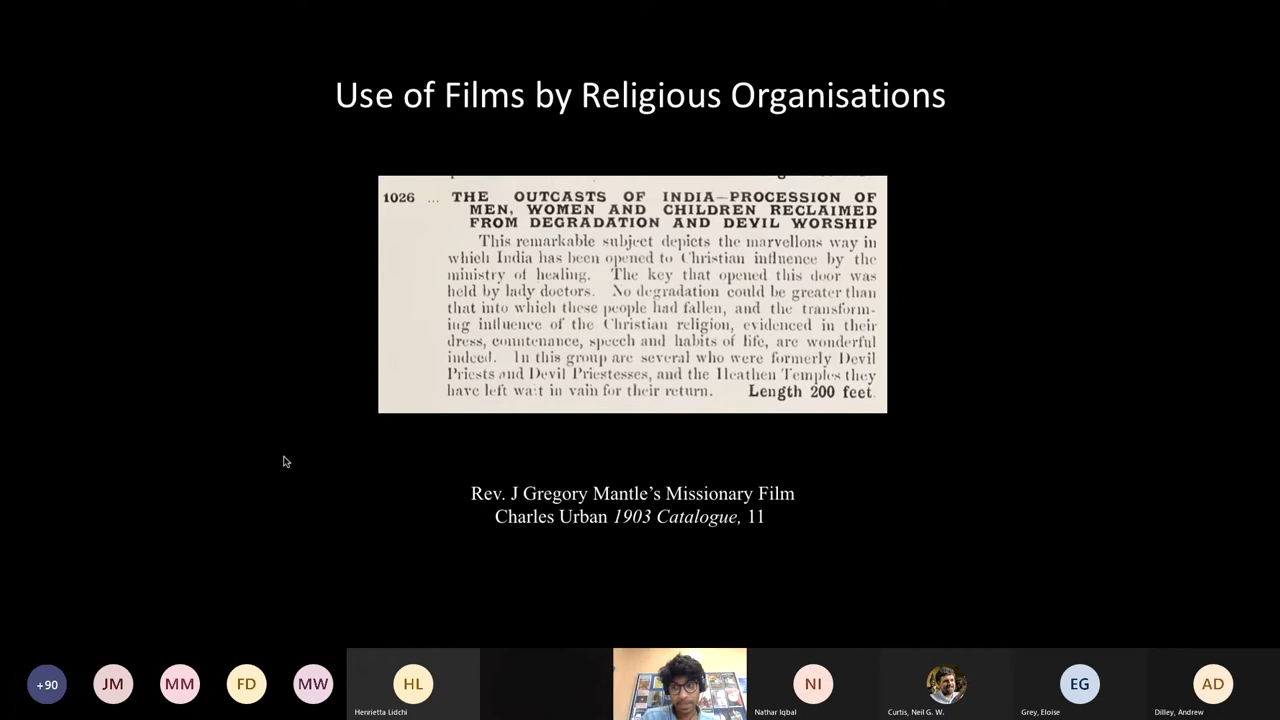 Use of Films by Religious Organisations
1026 ... THE OUTCASTS OF INDIA—PROCESSION OF
MEN, WOMEN AND CHILDREN RECLAIMED
FROM DEGRADATION AND DEVIL WORSHIP
This remarkable subject depicts the marvellons way in
which India has been opened to Christian influence by the
ministry of healing. The key that opened this door was
held by lady doctors. No degradation could be greater than
that into which these people had fallen, and the transform-
ing influence of the Christian religion, evidenced in their
dress, countenance, speech and habits of life, are wonderful
indeed. In this group are several who were formerly Devil
Priests and Devil Priestesses, and the Heathen Temples they
have left wait in vain for their return. Length 200 feet.
Rev. J Gregory Mantle's Missionary Film
Charles Urban 1903 Catalogue, 11
+90 JM MM FD MW HL NI EG AD
Henrietta Lidchi Nathar Iqbal Curtis, Neil G. W. Grey, Eloise Dilley, Andrew